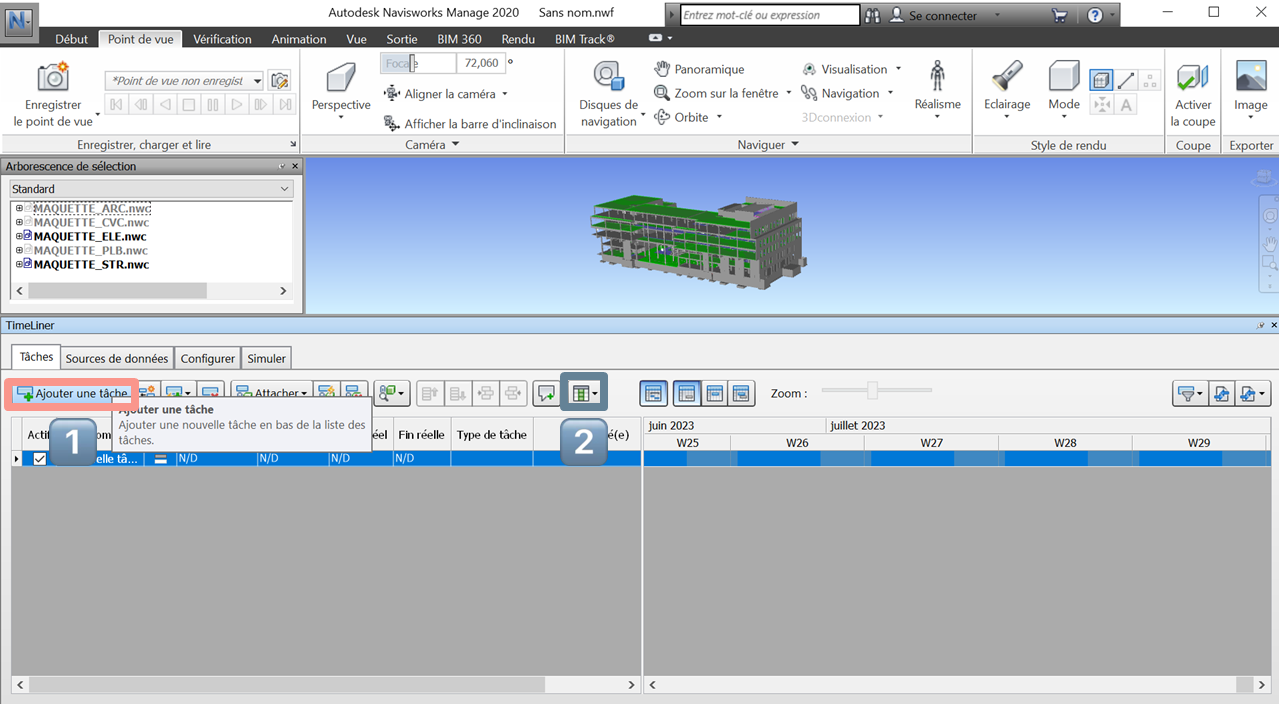 Autodesk Navisworks Manage 2020 Sans nom.nwf
Entrez mot-clé ou expression
Se connecter
Début Point de vue Vérification Animation Vue Sortie BIM 360 Rendu BIM Track®
*Point de vue non enregist
Enregistrer
le point de vue
Enregistrer, charger et lire
Perspective
72,060 °
Aligner la caméra
Afficher la barre d'inclinaison
Caméra
Disques de
navigation
Panoramique
Zoom sur la fenêtre
Orbite
Visualisation
Navigation
3Dconnexion
Réalisme
Naviguer
Eclairage
Mode
A
Style de rendu
Activer
la coupe
Coupe
Image
Exporter
Arborescence de sélection
Standard
MAQUETTE_ARC.nwc
MAQUETTE_CVC.nwc
MAQUETTE_ELE.nwc
MAQUETTE_PLB.nwc
MAQUETTE_STR.nwc
TimeLiner
Tâches Sources de données Configurer Simuler
Ajouter une tâche
Attacher
Zoom :
Ajouter une tâche
Ajouter une nouvelle tâche en bas de la liste des
tâches.
1
2
Fin réelle Type de tâche
juin 2023 juillet 2023
W25 W26 W27 W28 W29
elle tâ... N/D N/D N/D N/D